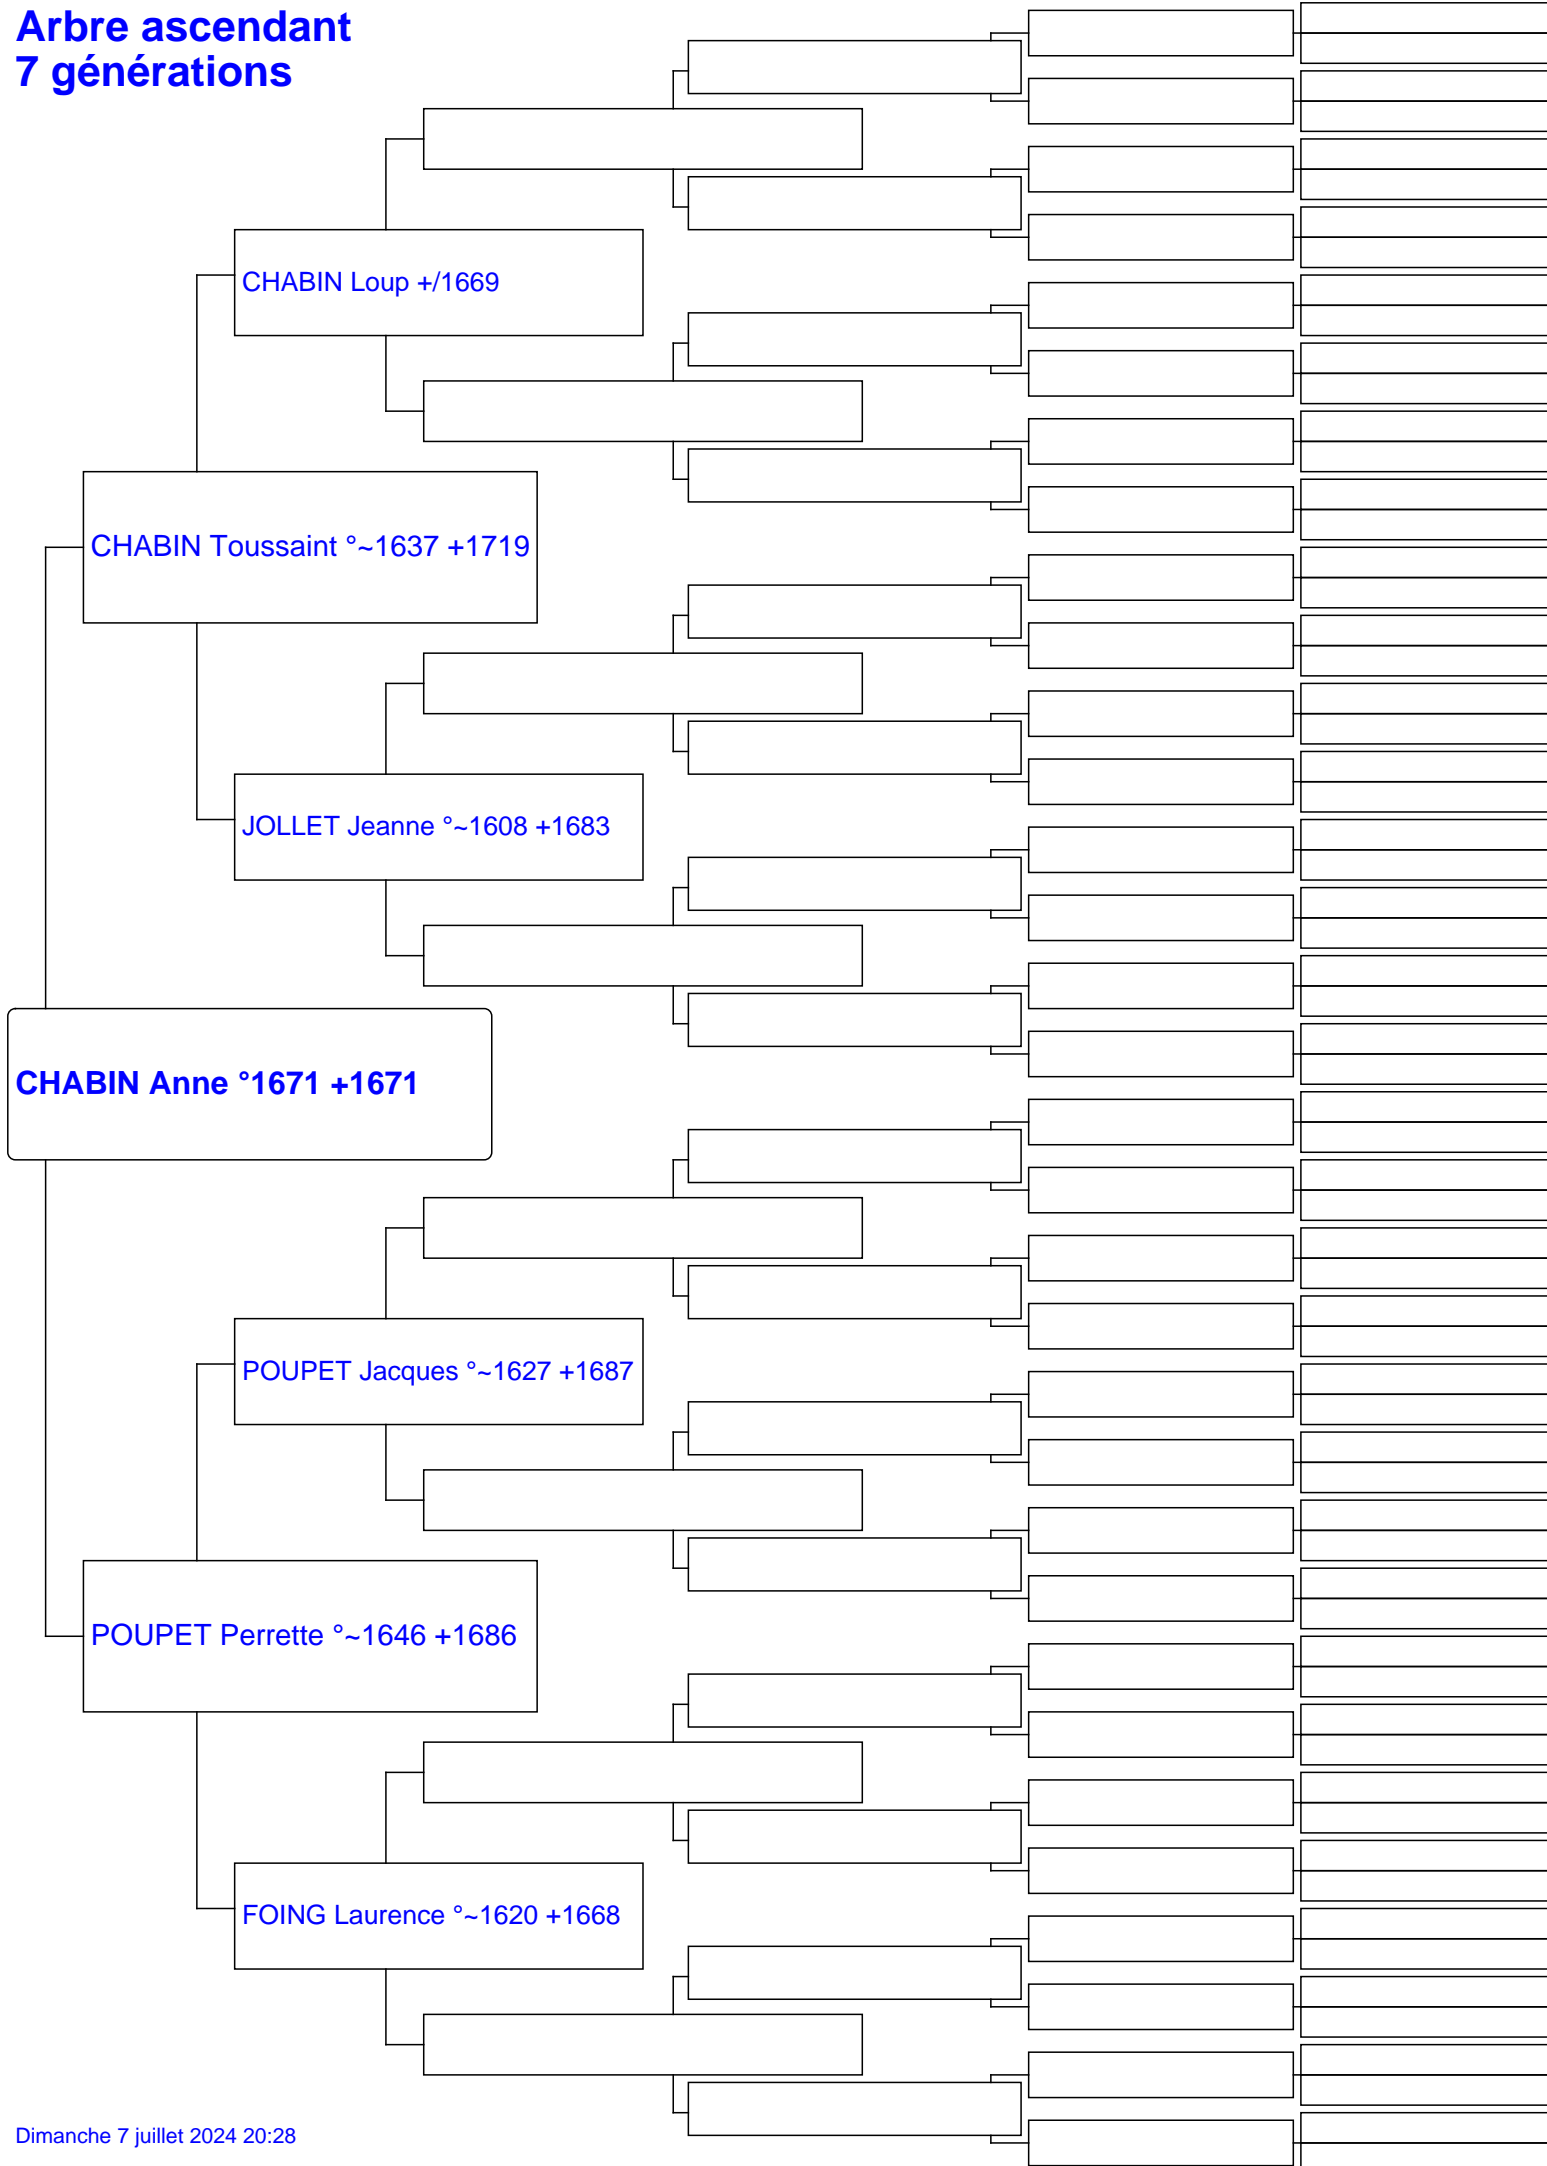 Arbre ascendant
7 générations
CHABIN Loup +/1669
CHABIN Toussaint °~1637 +1719
JOLLET Jeanne °~1608 +1683
CHABIN Anne °1671 +1671
POUPET Jacques °~1627 +1687
POUPET Perrette °~1646 +1686
FOING Laurence °~1620 +1668
Dimanche 7 juillet 2024 20:28